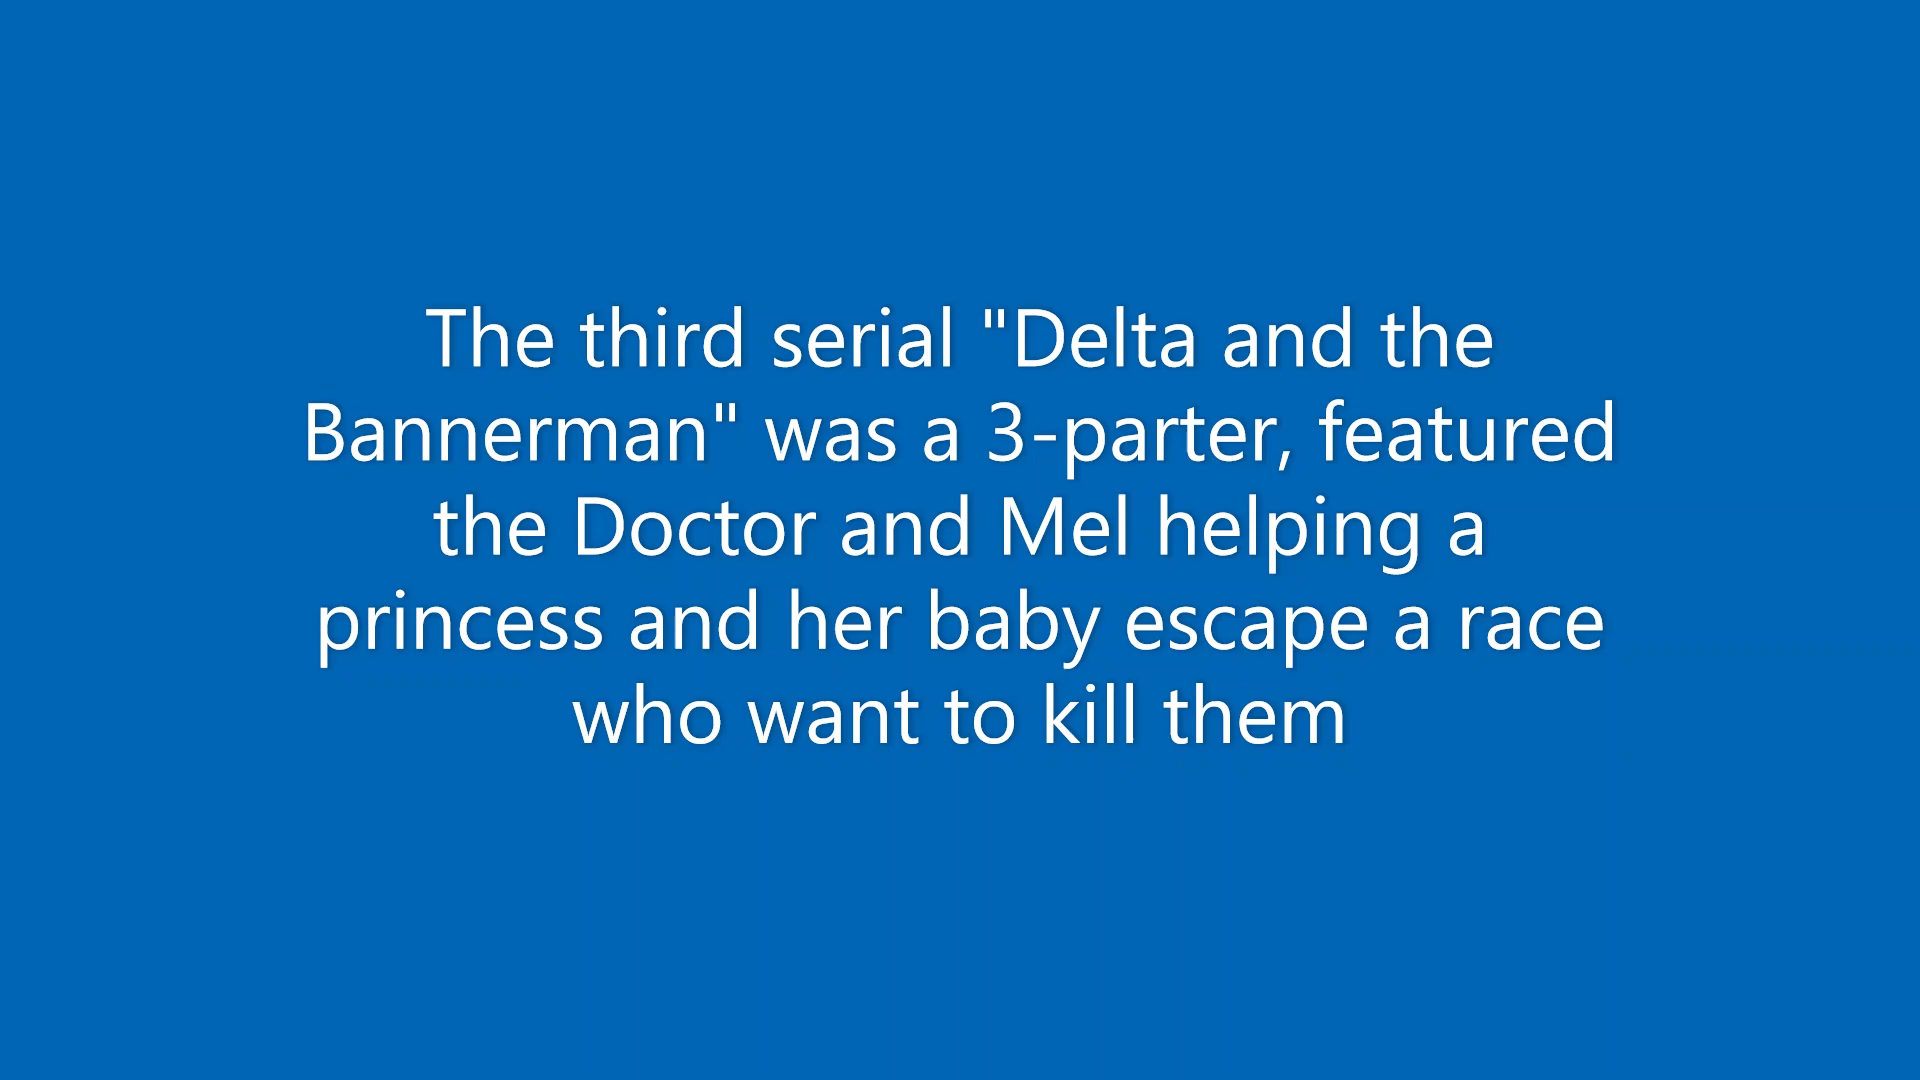 The third serial "Delta and the
Bannerman" was a 3-parter, featured
the Doctor and Mel helping a
princess and her baby escape a race
who want to kill them